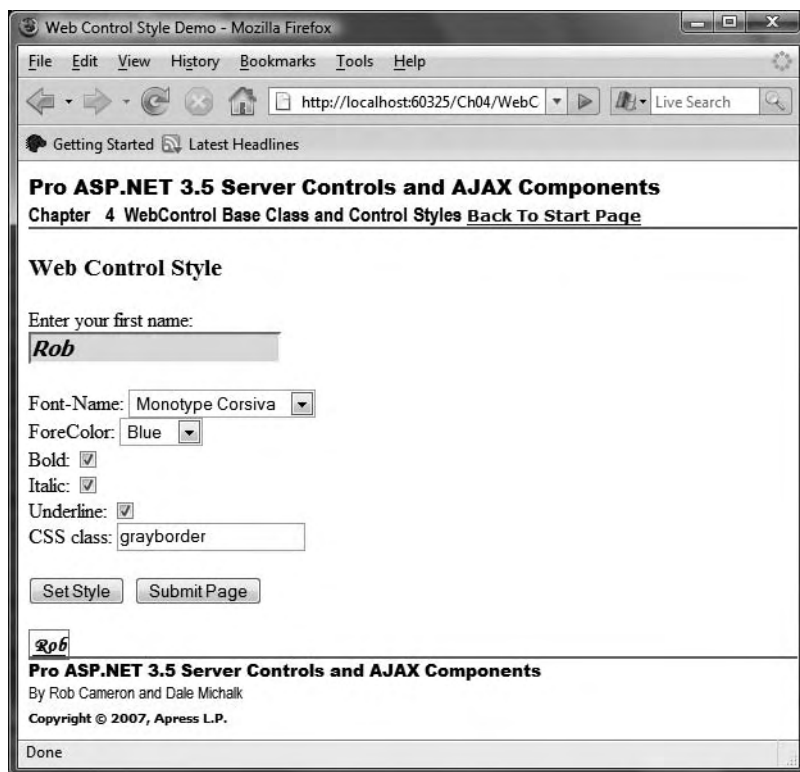 Web Control Style Demo - Mozilla Firefox
File Edit View History Bookmarks Tools Help
http://localhost:60325/Ch04/WebC Live Search
Getting Started Latest Headlines
Pro ASP.NET 3.5 Server Controls and AJAX Components
Chapter 4 WebControl Base Class and Control Styles Back To Start Page
Web Control Style
Enter your first name:
Rob
Font-Name: Monotype Corsiva
ForeColor: Blue
Bold:
Italic:
Underline:
CSS class: grayborder
Set Style Submit Page
Rob
Pro ASP.NET 3.5 Server Controls and AJAX Components
By Rob Cameron and Dale Michalk
Copyright © 2007, Apress L.P.
Done